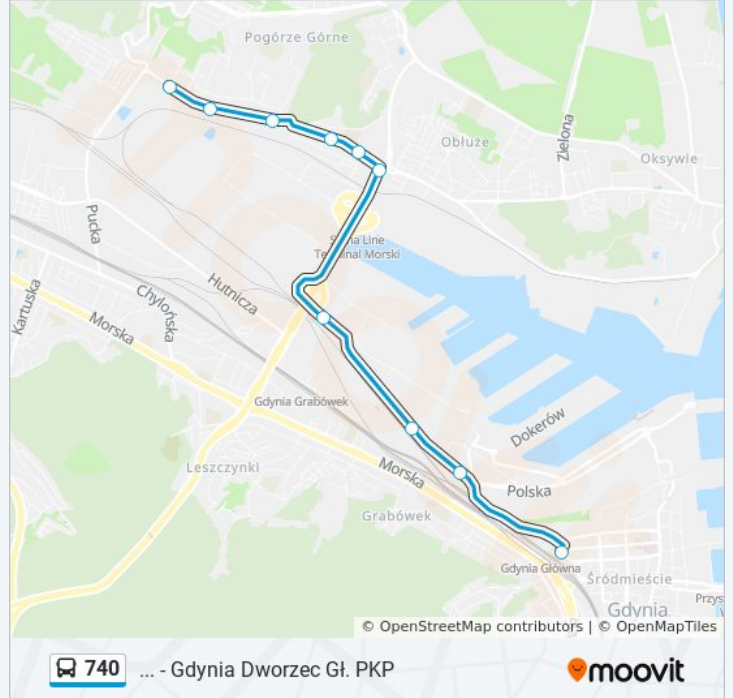 Pogórze Górne
Zielona
Obłuże
Oksywie
Pucka
Stena Line
Terminal Morski
Kartuska
Chylońska
Hutnicza
Morska
Gdynia Grabówek
Dokerów
Leszczynki
Morska
Polska
Grabówek
Gdynia Główna
Śródmieście
Przys
Gdynia
© OpenStreetMap contributors | © OpenMapTiles
740 ... - Gdynia Dworzec Gł. PKP
moovit